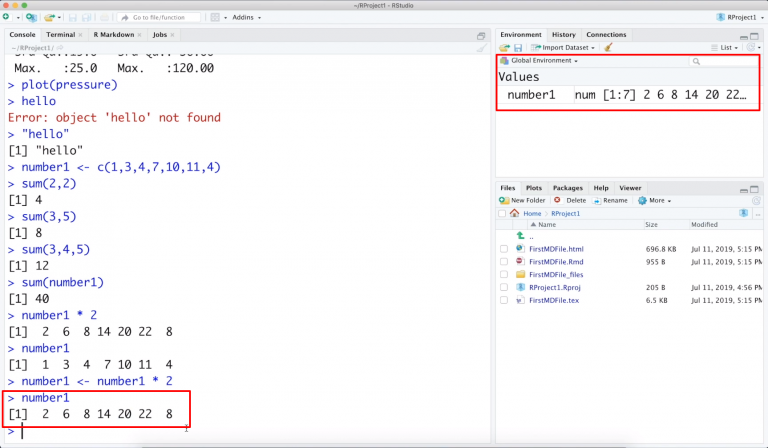 ~/RProject1 - RStudio
Go to file/function
Addins
RProject1
Console Terminal R Markdown Jobs
~/RProject1/
Max. :25.0 Max. :120.00
> plot(pressure)
> hello
Error: object 'hello' not found
> "hello"
[1] "hello"
> number1 <- c(1,3,4,7,10,11,4)
> sum(2,2)
[1] 4
> sum(3,5)
[1] 8
> sum(3,4,5)
[1] 12
> sum(number1)
[1] 40
> number1 * 2
[1] 2 6 8 14 20 22 8
> number1
[1] 1 3 4 7 10 11 4
> number1 <- number1 * 2
> number1
[1] 2 6 8 14 20 22 8
>
Environment History Connections
Import Dataset
List
Global Environment
Values
number1 num [1:7] 2 6 8 14 20 22…
Files Plots Packages Help Viewer
New Folder Delete Rename More
Home RProject1
Name Size Modified
..
FirstMDFile.html 696.8 KB Jul 11, 2019, 5:15 PM
FirstMDFile.Rmd 955 B Jul 11, 2019, 5:15 PM
FirstMDFile_files
RProject1.Rproj 205 B Jul 11, 2019, 4:56 PM
FirstMDFile.tex 6.5 KB Jul 11, 2019, 5:15 PM